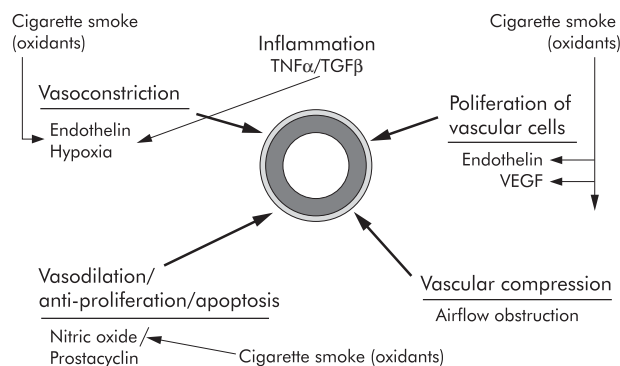 Cigarette smoke
(oxidants)
Inflammation
TNFα/TGFβ
Cigarette smoke
(oxidants)
Vasoconstriction
Endothelin
Hypoxia
Poliferation of
vascular cells
Endothelin
VEGF
Vasodilation/
anti-proliferation/apoptosis
Nitric oxide /
Prostacyclin
Cigarette smoke (oxidants)
Vascular compression
Airflow obstruction